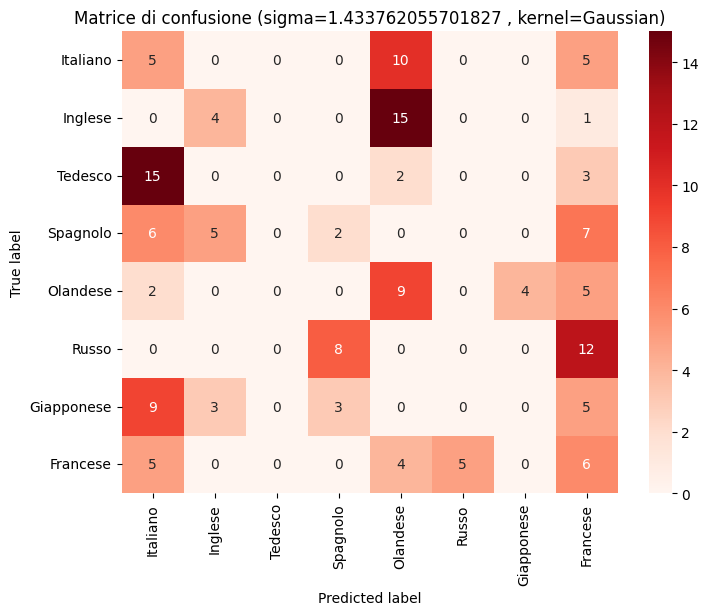 Matrice di confusione (sigma=1.433762055701827 , kernel=Gaussian)
Italiano 5 0 0 0 10 0 0 5
Inglese 0 4 0 0 15 0 0 1
Tedesco 15 0 0 0 2 0 0 3
Spagnolo 6 5 0 2 0 0 0 7
Olandese 2 0 0 0 9 0 4 5
Russo 0 0 0 8 0 0 0 12
Giapponese 9 3 0 3 0 0 0 5
Francese 5 0 0 0 4 5 0 6
True label
Italiano Inglese Tedesco Spagnolo Olandese Russo Giapponese Francese
Predicted label
14
12
10
8
6
4
2
0